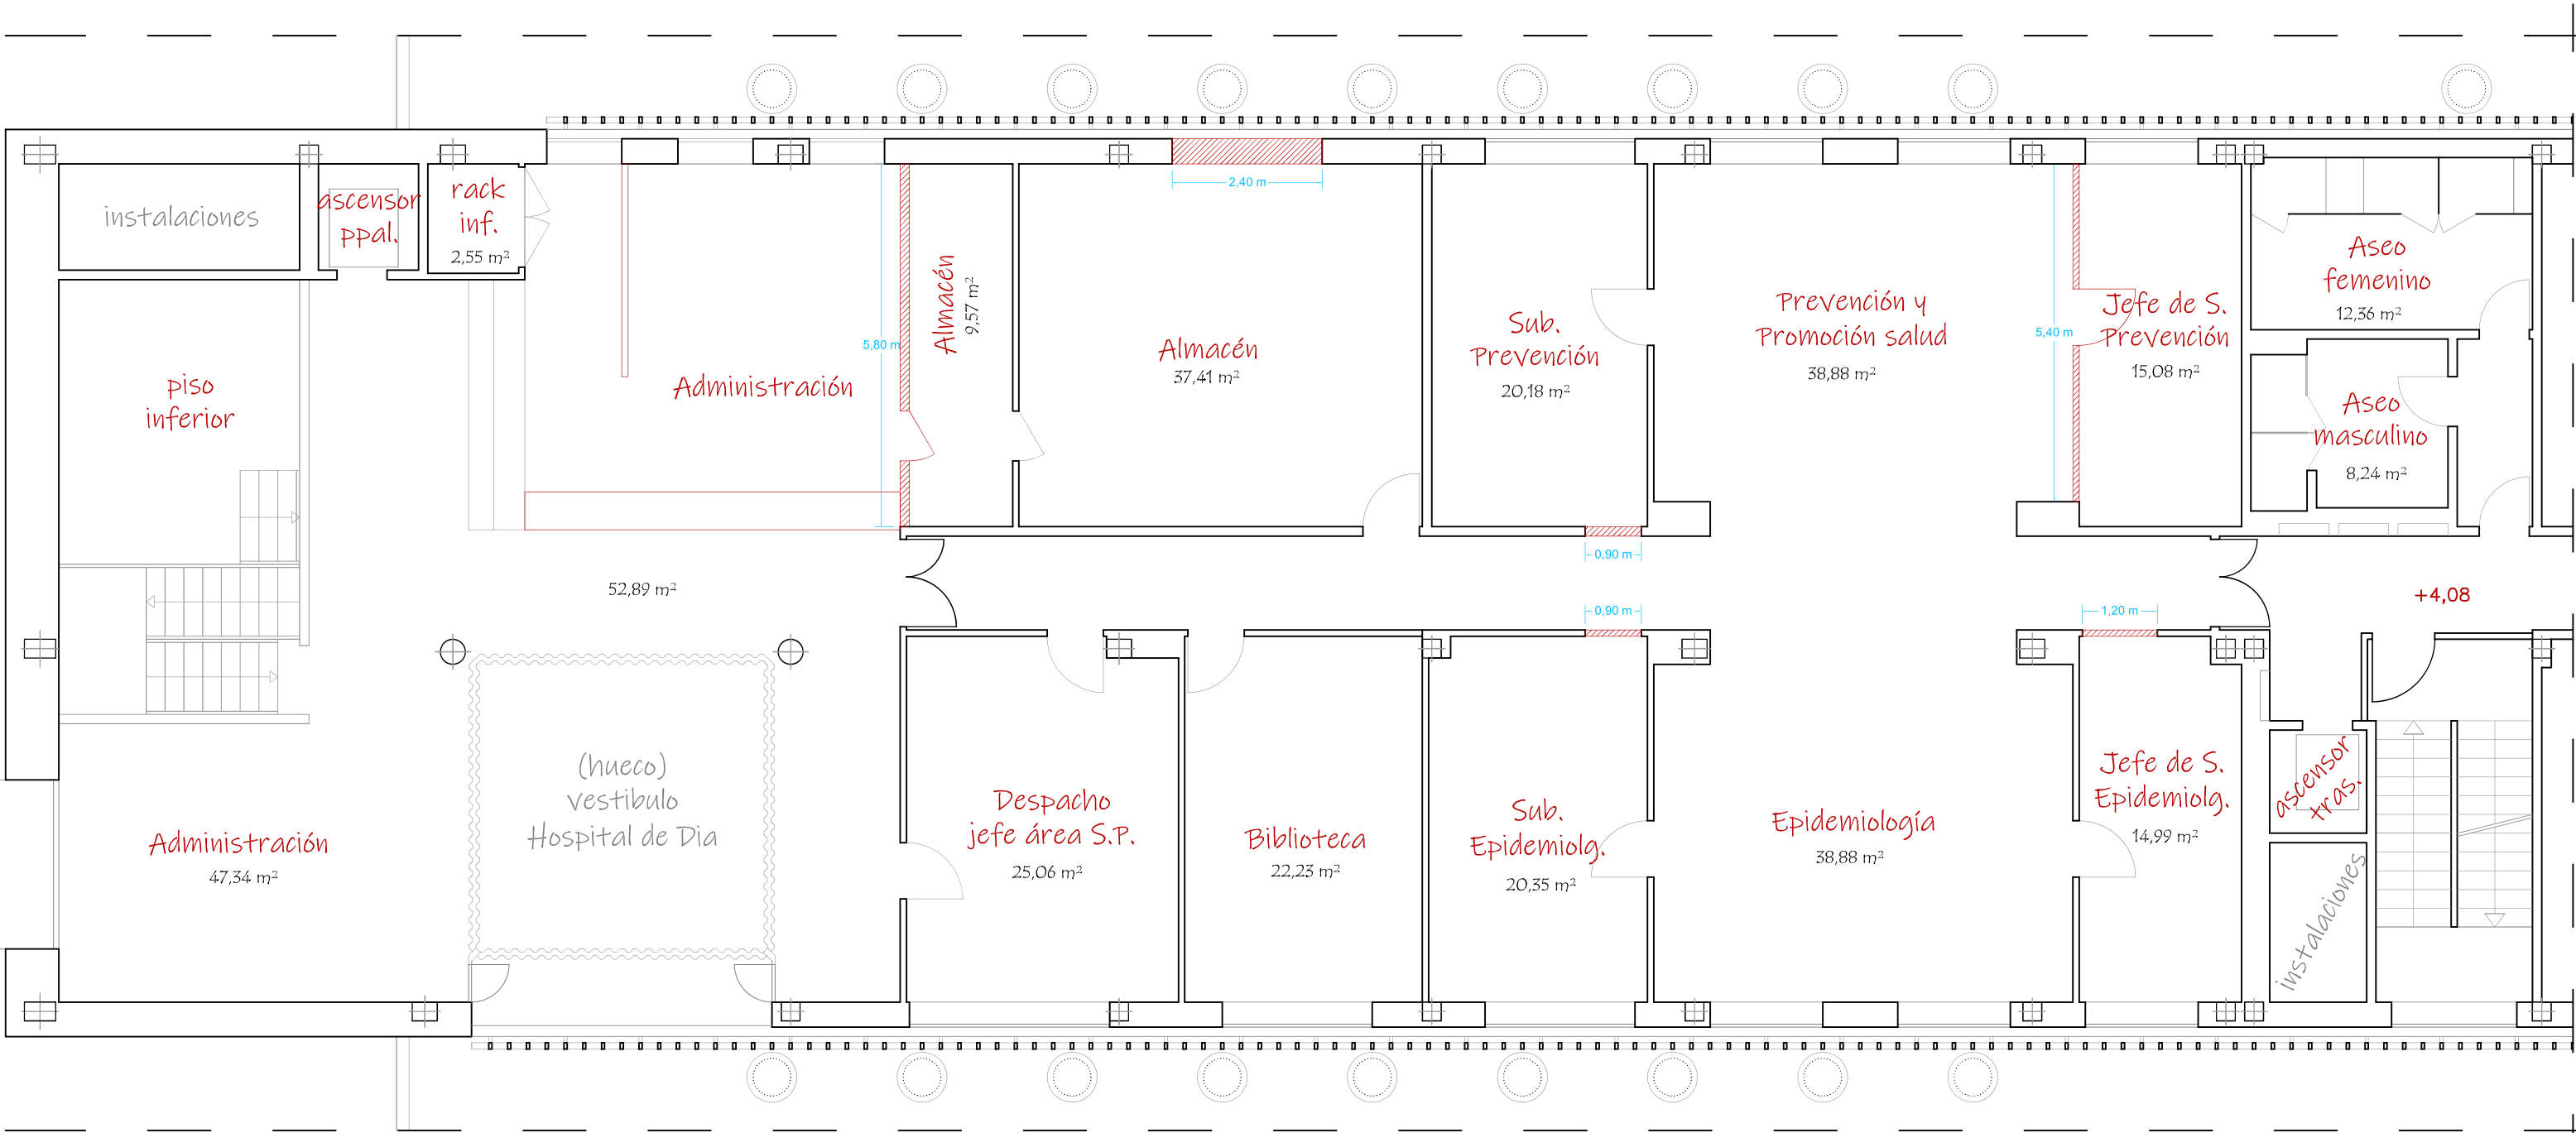 instalaciones
ascensor
ppal.
rack
inf.
2,55 m²
piso
inferior
Administración
5,80 m
Almacén
9,57 m²
2,40 m
Almacén
37,41 m²
Sub.
Prevención
20,18 m²
Prevención y
Promoción salud
38,88 m²
5,40 m
Jefe de S.
Prevención
15,08 m²
Aseo
femenino
12,36 m²
Aseo
masculino
8,24 m²
52,89 m²
0,90 m
0,90 m
1,20 m
+4,08
Administración
47,34 m²
(hueco)
vestibulo
Hospital de Dia
Despacho
jefe área S.P.
25,06 m²
Biblioteca
22,23 m²
Sub.
Epidemiolg.
20,35 m²
Epidemiología
38,88 m²
Jefe de S.
Epidemiolg.
14,99 m²
ascensor
tras.
instalaciones